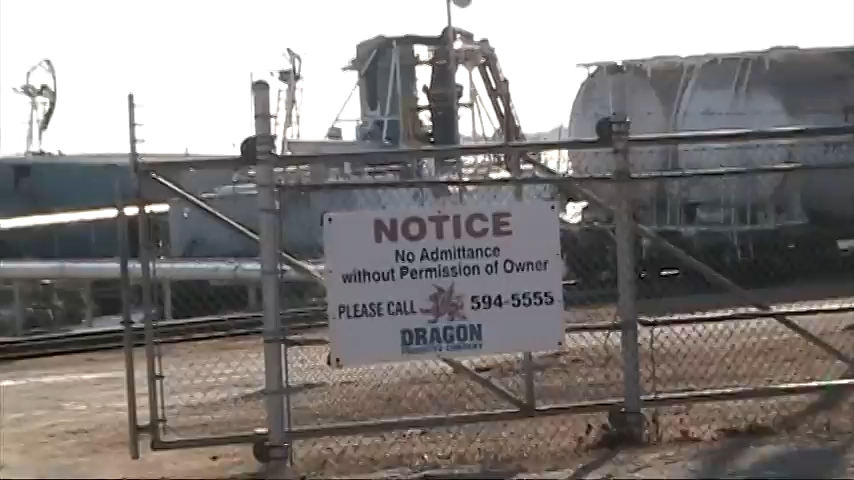 NOTICE
No Admittance
without Permission of Owner
PLEASE CALL 594-5555
DRAGON